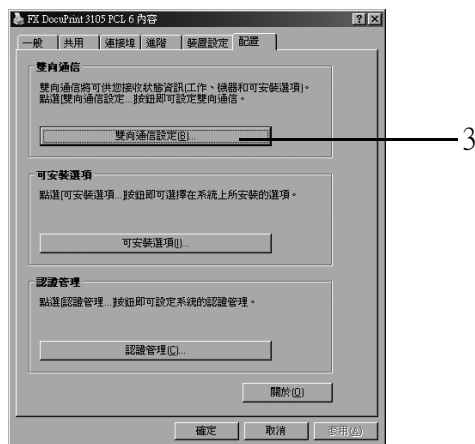 FX DocuPrint 3105 PCL 6 內容
一般 共用 連接埠 進階 裝置設定 配置
雙向通信
雙向通信將可供您接收狀態資訊[工作、機器和可安裝選項]。
點選[雙向通信設定...]按鈕即可設定雙向通信。
雙向通信設定(B)...
3
可安裝選項
點選[可安裝選項...]按鈕即可選擇在系統上所安裝的選項。
可安裝選項(I)...
認證管理
點選[認證管理...]按鈕即可設定系統的認證管理。
認證管理(C)...
關於(O)
確定 取消 套用(A)